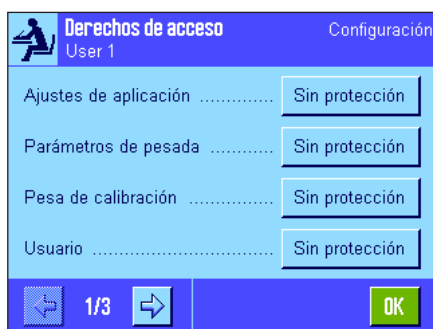 Derechos de acceso
Configuración
User 1
Ajustes de aplicación .............. Sin protección
Parámetros de pesada ............ Sin protección
Pesa de calibración ................ Sin protección
Usuario .................................. Sin protección
1/3
OK